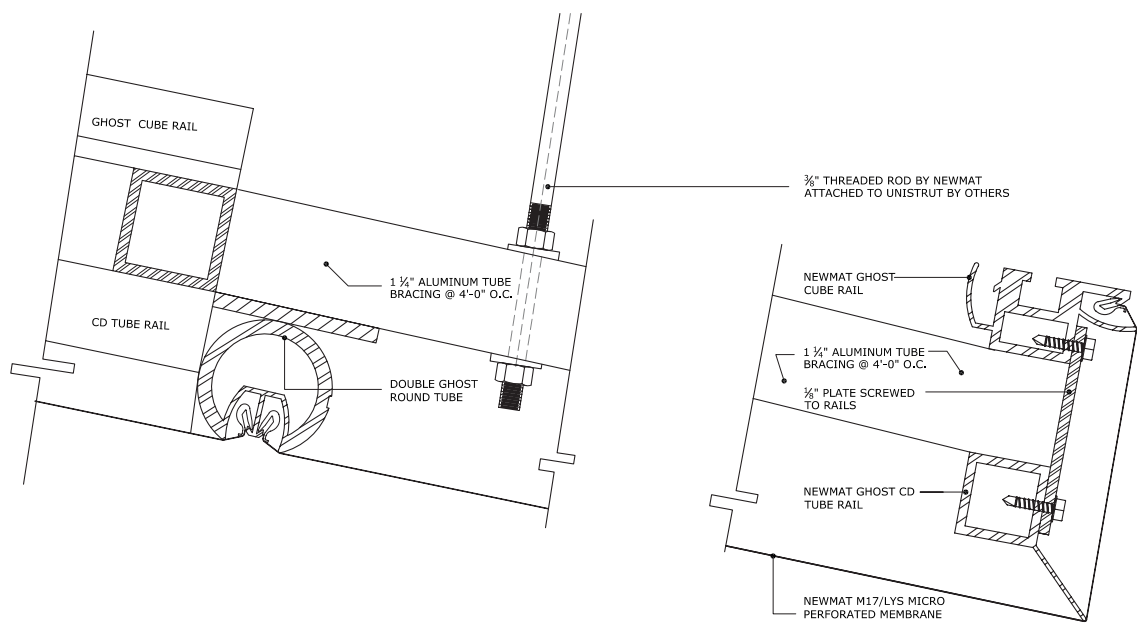 GHOST CUBE RAIL
⅜" THREADED ROD BY NEWMAT
ATTACHED TO UNISTRUT BY OTHERS
1 ¼" ALUMINUM TUBE
BRACING @ 4'-0" O.C.
CD TUBE RAIL
DOUBLE GHOST
ROUND TUBE
NEWMAT GHOST
CUBE RAIL
1 ¼" ALUMINUM TUBE
BRACING @ 4'-0" O.C.
⅛" PLATE SCREWED
TO RAILS
NEWMAT GHOST CD
TUBE RAIL
NEWMAT M17/LYS MICRO
PERFORATED MEMBRANE